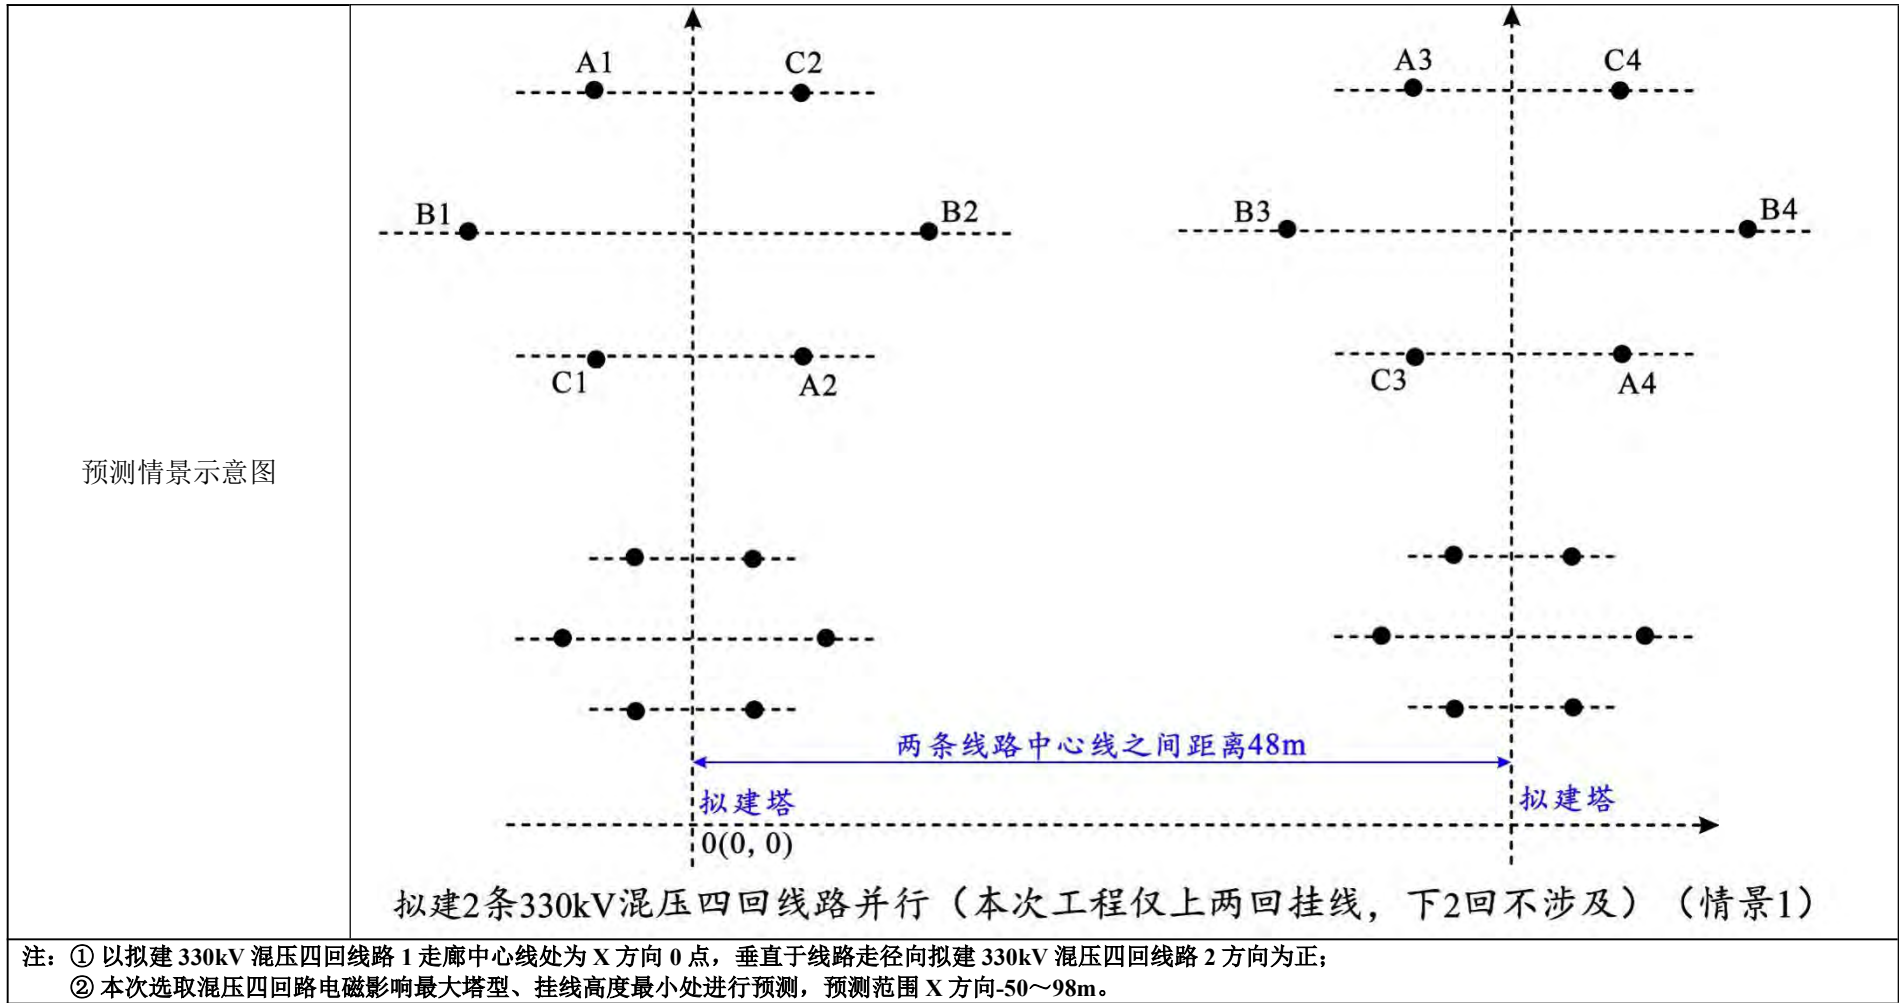 A1
C2
A3
C4
B1
B2
B3
B4
C1
A2
C3
A4
预测情景示意图
两条线路中心线之间距离48m
拟建塔
拟建塔
0(0, 0)
拟建2条330kV混压四回线路并行（本次工程仅上两回挂线，下2回不涉及）（情景1）
注：① 以拟建 330kV 混压四回线路 1 走廊中心线处为 X 方向 0 点，垂直于线路走径向拟建 330kV 混压四回线路 2 方向为正；
② 本次选取混压四回路电磁影响最大塔型、挂线高度最小处进行预测，预测范围 X 方向-50～98m。